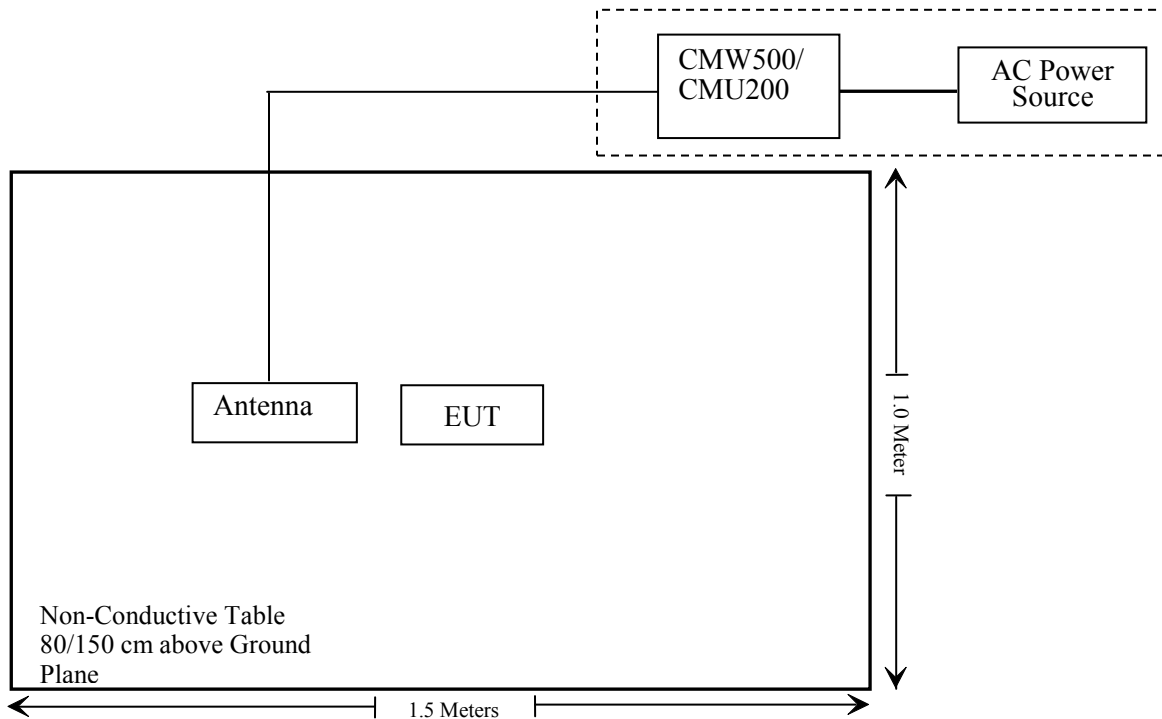 CMW500/
CMU200
AC Power
Source
Antenna
EUT
1.0 Meter
Non-Conductive Table
80/150 cm above Ground
Plane
1.5 Meters